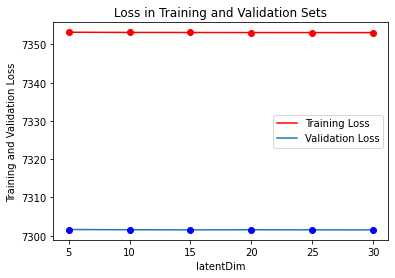 Loss in Training and Validation Sets
Training and Validation Loss
7350
7340
7330
7320
7310
7300
Training Loss
Validation Loss
5 10 15 20 25 30
latentDim